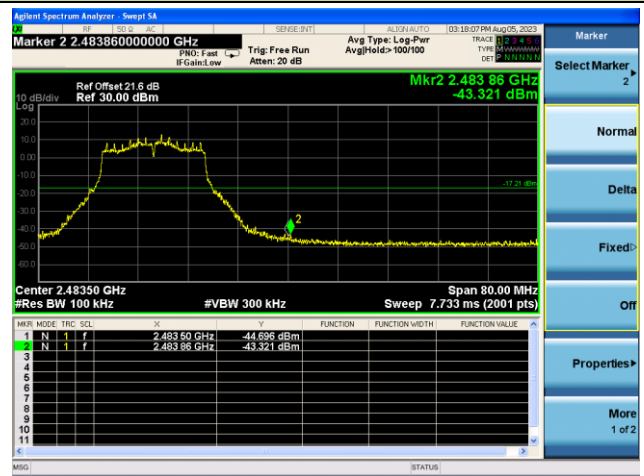 Agilent Spectrum Analyzer - Swept SA
RF 50 Ω AC SENSE:INT ALIGN AUTO 03:18:07 PM Aug 05, 2023
Marker 2 2.483860000000 GHz
PNO: Fast
IFGain:Low
Trig: Free Run
Atten: 20 dB
Avg Type: Log-Pwr
Avg|Hold:>100/100
TRACE 1 2 3 4 5 6
TYPE M
DET P N N N N N
Ref Offset 21.6 dB
10 dB/div Ref 30.00 dBm
Log
Mkr2 2.483 86 GHz
-43.321 dBm
20.0
10.0
0.00
-10.0
-17.21 dBm
-20.0
-30.0
2
-40.0
-50.0
-60.0
Center 2.48350 GHz Span 80.00 MHz
#Res BW 100 kHz #VBW 300 kHz Sweep 7.733 ms (2001 pts)
MKR MODE TRC SCL X Y FUNCTION FUNCTION WIDTH FUNCTION VALUE
1 N 1 f 2.483 50 GHz -44.696 dBm
2 N 1 f 2.483 86 GHz -43.321 dBm
3
4
5
6
7
8
9
10
11
MSG STATUS
Marker
Select Marker
2
Normal
Delta
Fixed
Off
Properties
More
1 of 2